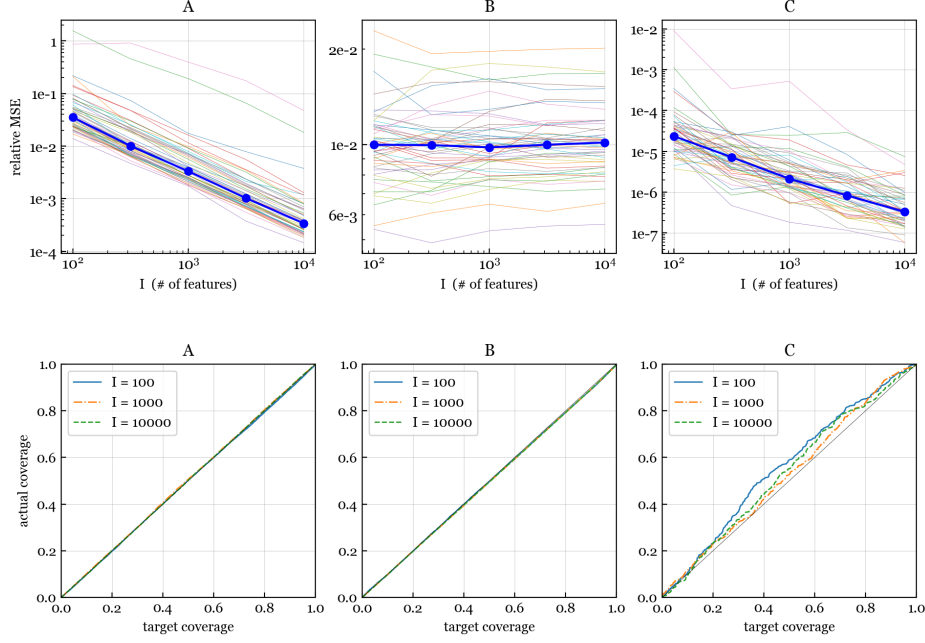 A
B
C
relative MSE
1
1e-1
1e-2
1e-3
1e-4
2e-2
1e-2
6e-3
1e-2
1e-3
1e-4
1e-5
1e-6
1e-7
10² 10³ 10⁴
10² 10³ 10⁴
10² 10³ 10⁴
I (# of features)
I (# of features)
I (# of features)
A
B
C
actual coverage
1.0
0.8
0.6
0.4
0.2
0.0
I = 100
I = 1000
I = 10000
0.0 0.2 0.4 0.6 0.8 1.0
target coverage
1.0
0.8
0.6
0.4
0.2
0.0
I = 100
I = 1000
I = 10000
0.0 0.2 0.4 0.6 0.8 1.0
target coverage
1.0
0.8
0.6
0.4
0.2
0.0
I = 100
I = 1000
I = 10000
0.0 0.2 0.4 0.6 0.8 1.0
target coverage